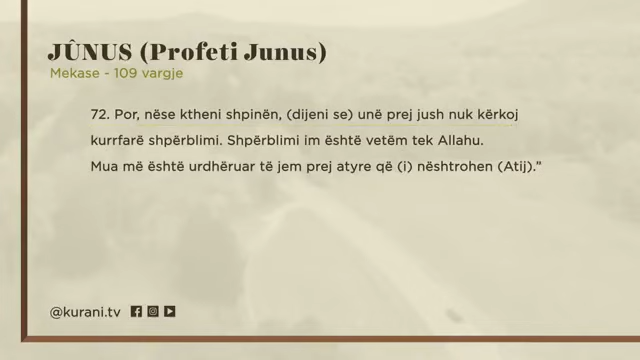 JÛNUS (Profeti Junus)
Mekase - 109 vargje
72. Por, nëse ktheni shpinën, (dijeni se) unë prej jush nuk kërkoj
kurrfarë shpërblimi. Shpërblimi im është vetëm tek Allahu.
Mua më është urdhëruar të jem prej atyre që (i) nështrohen (Atij).”
@kurani.tv